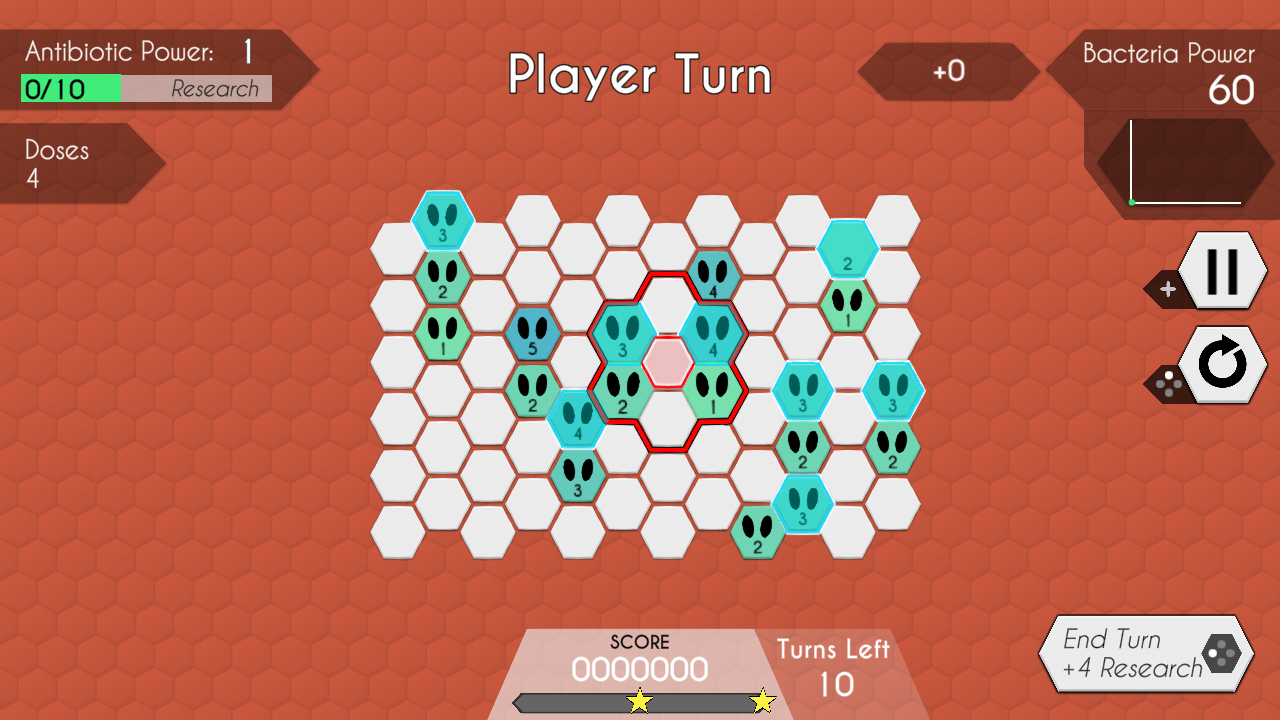 Antibiotic Power: 1
0/10 Research
Doses
4
Player Turn
+0
Bacteria Power
60
3
2
2
4
1
1
5
3
4
2
2
1
3
3
4
2
2
3
3
2
SCORE
0000000
Turns Left
10
End Turn
+4 Research